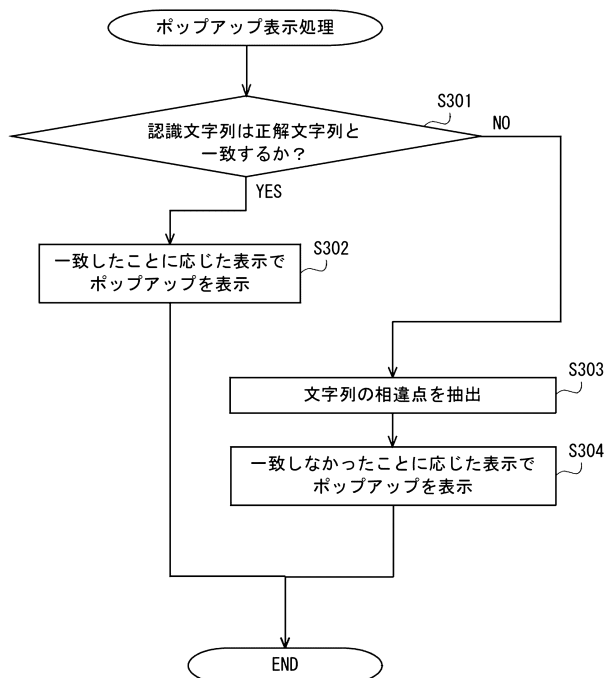 ポップアップ表示処理
S301
認識文字列は正解文字列と
一致するか？
NO
YES
S302
一致したことに応じた表示で
ポップアップを表示
S303
文字列の相違点を抽出
S304
一致しなかったことに応じた表示で
ポップアップを表示
END